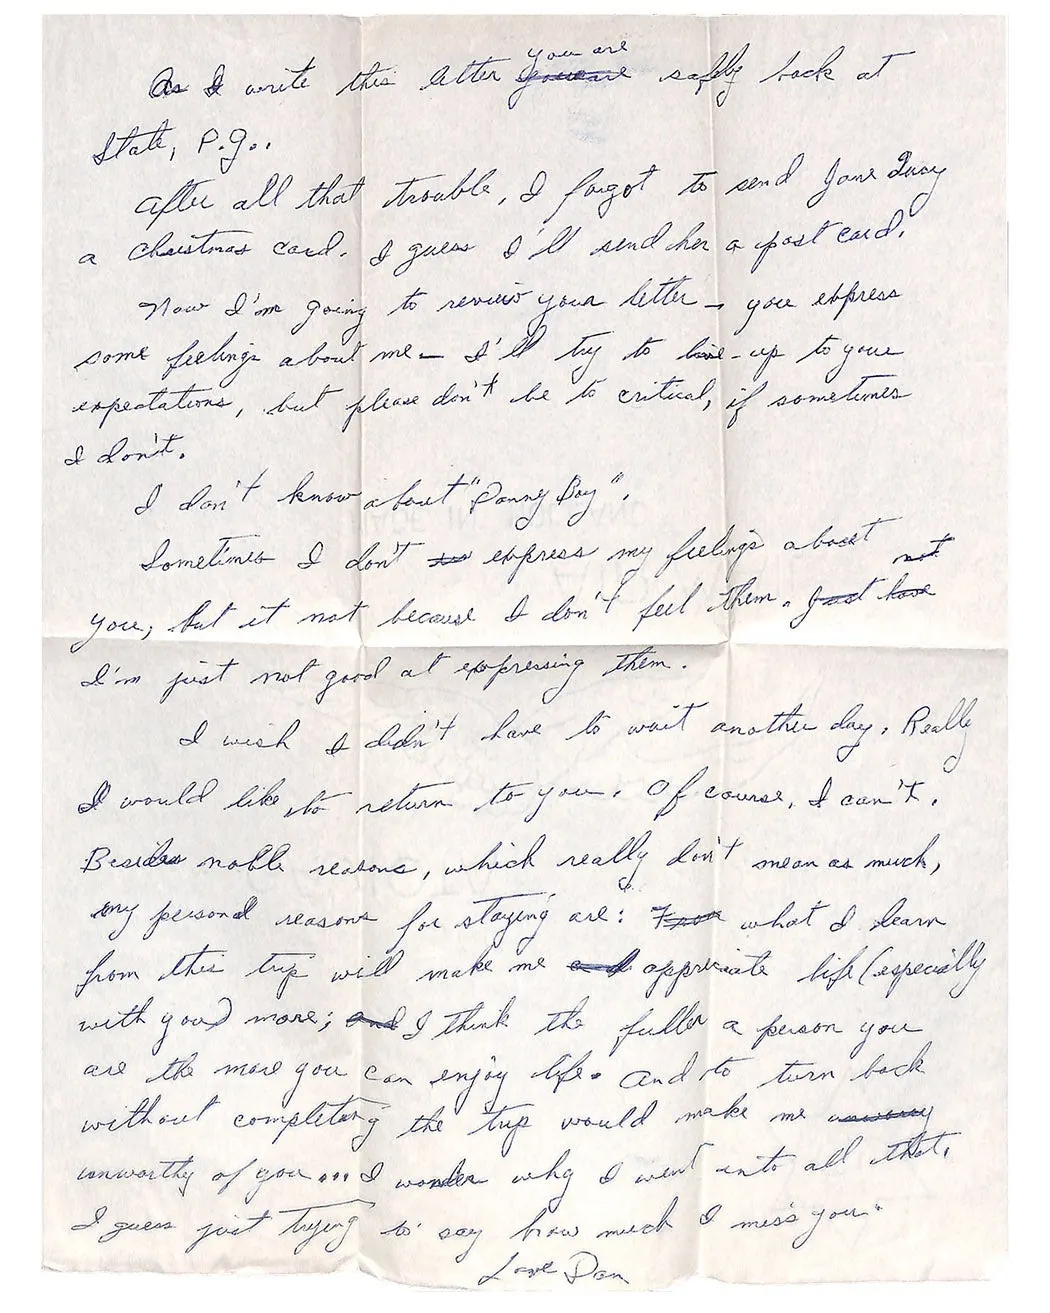 you are
As I write this letter safely back at
State, P.J..
After all that trouble, I forgot to send Jane
a Christmas card. I guess I'll send her a post card.
Now I'm going to review your letter - you express
some feelings about me - I'll try to live-up to your
expectations, but please don't be to critical, if sometimes
I don't.
I don't know about "Danny Boy".
Sometimes I don't express my feelings about
not
you, but it not because I don't feel them. Just have
I'm just not good at expressing them.
I wish I didn't have to wait another day. Really
I would like to return to you. Of course, I can't.
Besides noble reasons, which really don't mean as much,
my personal reasons for staying are: what I learn
from this trip will make me appreciate life (especially
with you) more; and I think the fuller a person you
are the more you can enjoy life. And to turn back
without completing the trip would make me
unworthy of you... I wonder why I went into all that.
I guess just trying to say how much I miss you.
Love Dan